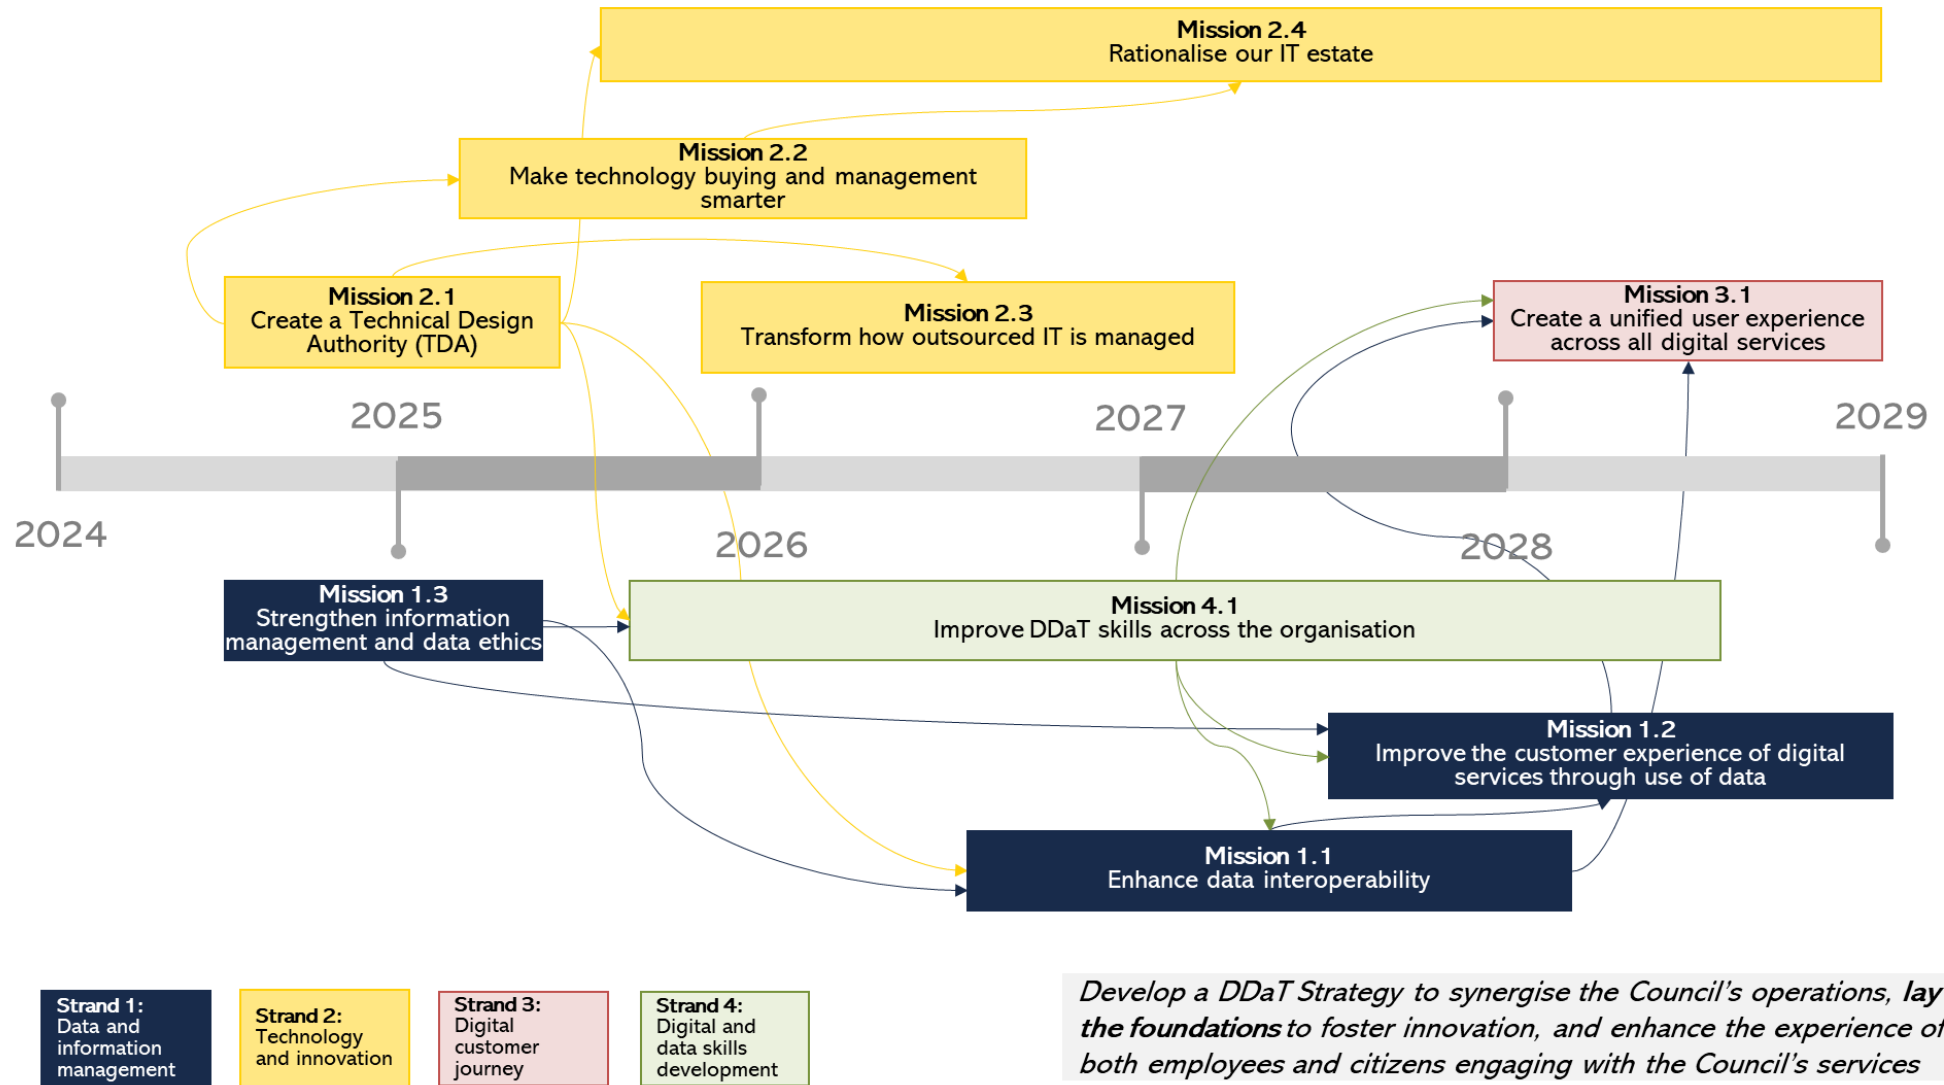 Mission 2.4
Rationalise our IT estate
Mission 2.2
Make technology buying and management
smarter
Mission 2.1
Create a Technical Design
Authority (TDA)
Mission 2.3
Transform how outsourced IT is managed
Mission 3.1
Create a unified user experience
across all digital services
2025
2027
2029
2024
2026
2028
Mission 1.3
Strengthen information
management and data ethics
Mission 4.1
Improve DDaT skills across the organisation
Mission 1.2
Improve the customer experience of digital
services through use of data
Mission 1.1
Enhance data interoperability
Strand 1:
Data and
information
management
Strand 2:
Technology
and innovation
Strand 3:
Digital
customer
journey
Strand 4:
Digital and
data skills
development
Develop a DDaT Strategy to synergise the Council's operations, lay
the foundations to foster innovation, and enhance the experience of
both employees and citizens engaging with the Council's services